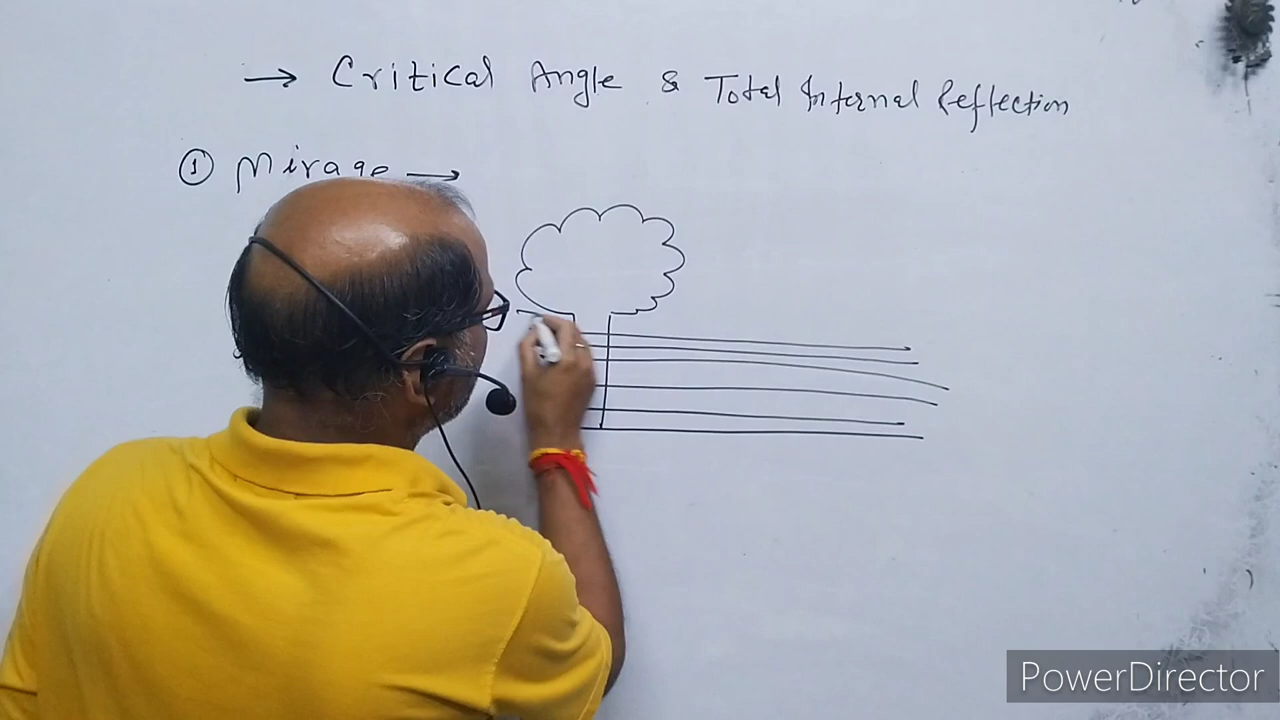 → Critical Angle & Total Internal Reflection
① Mirage →
PowerDirector